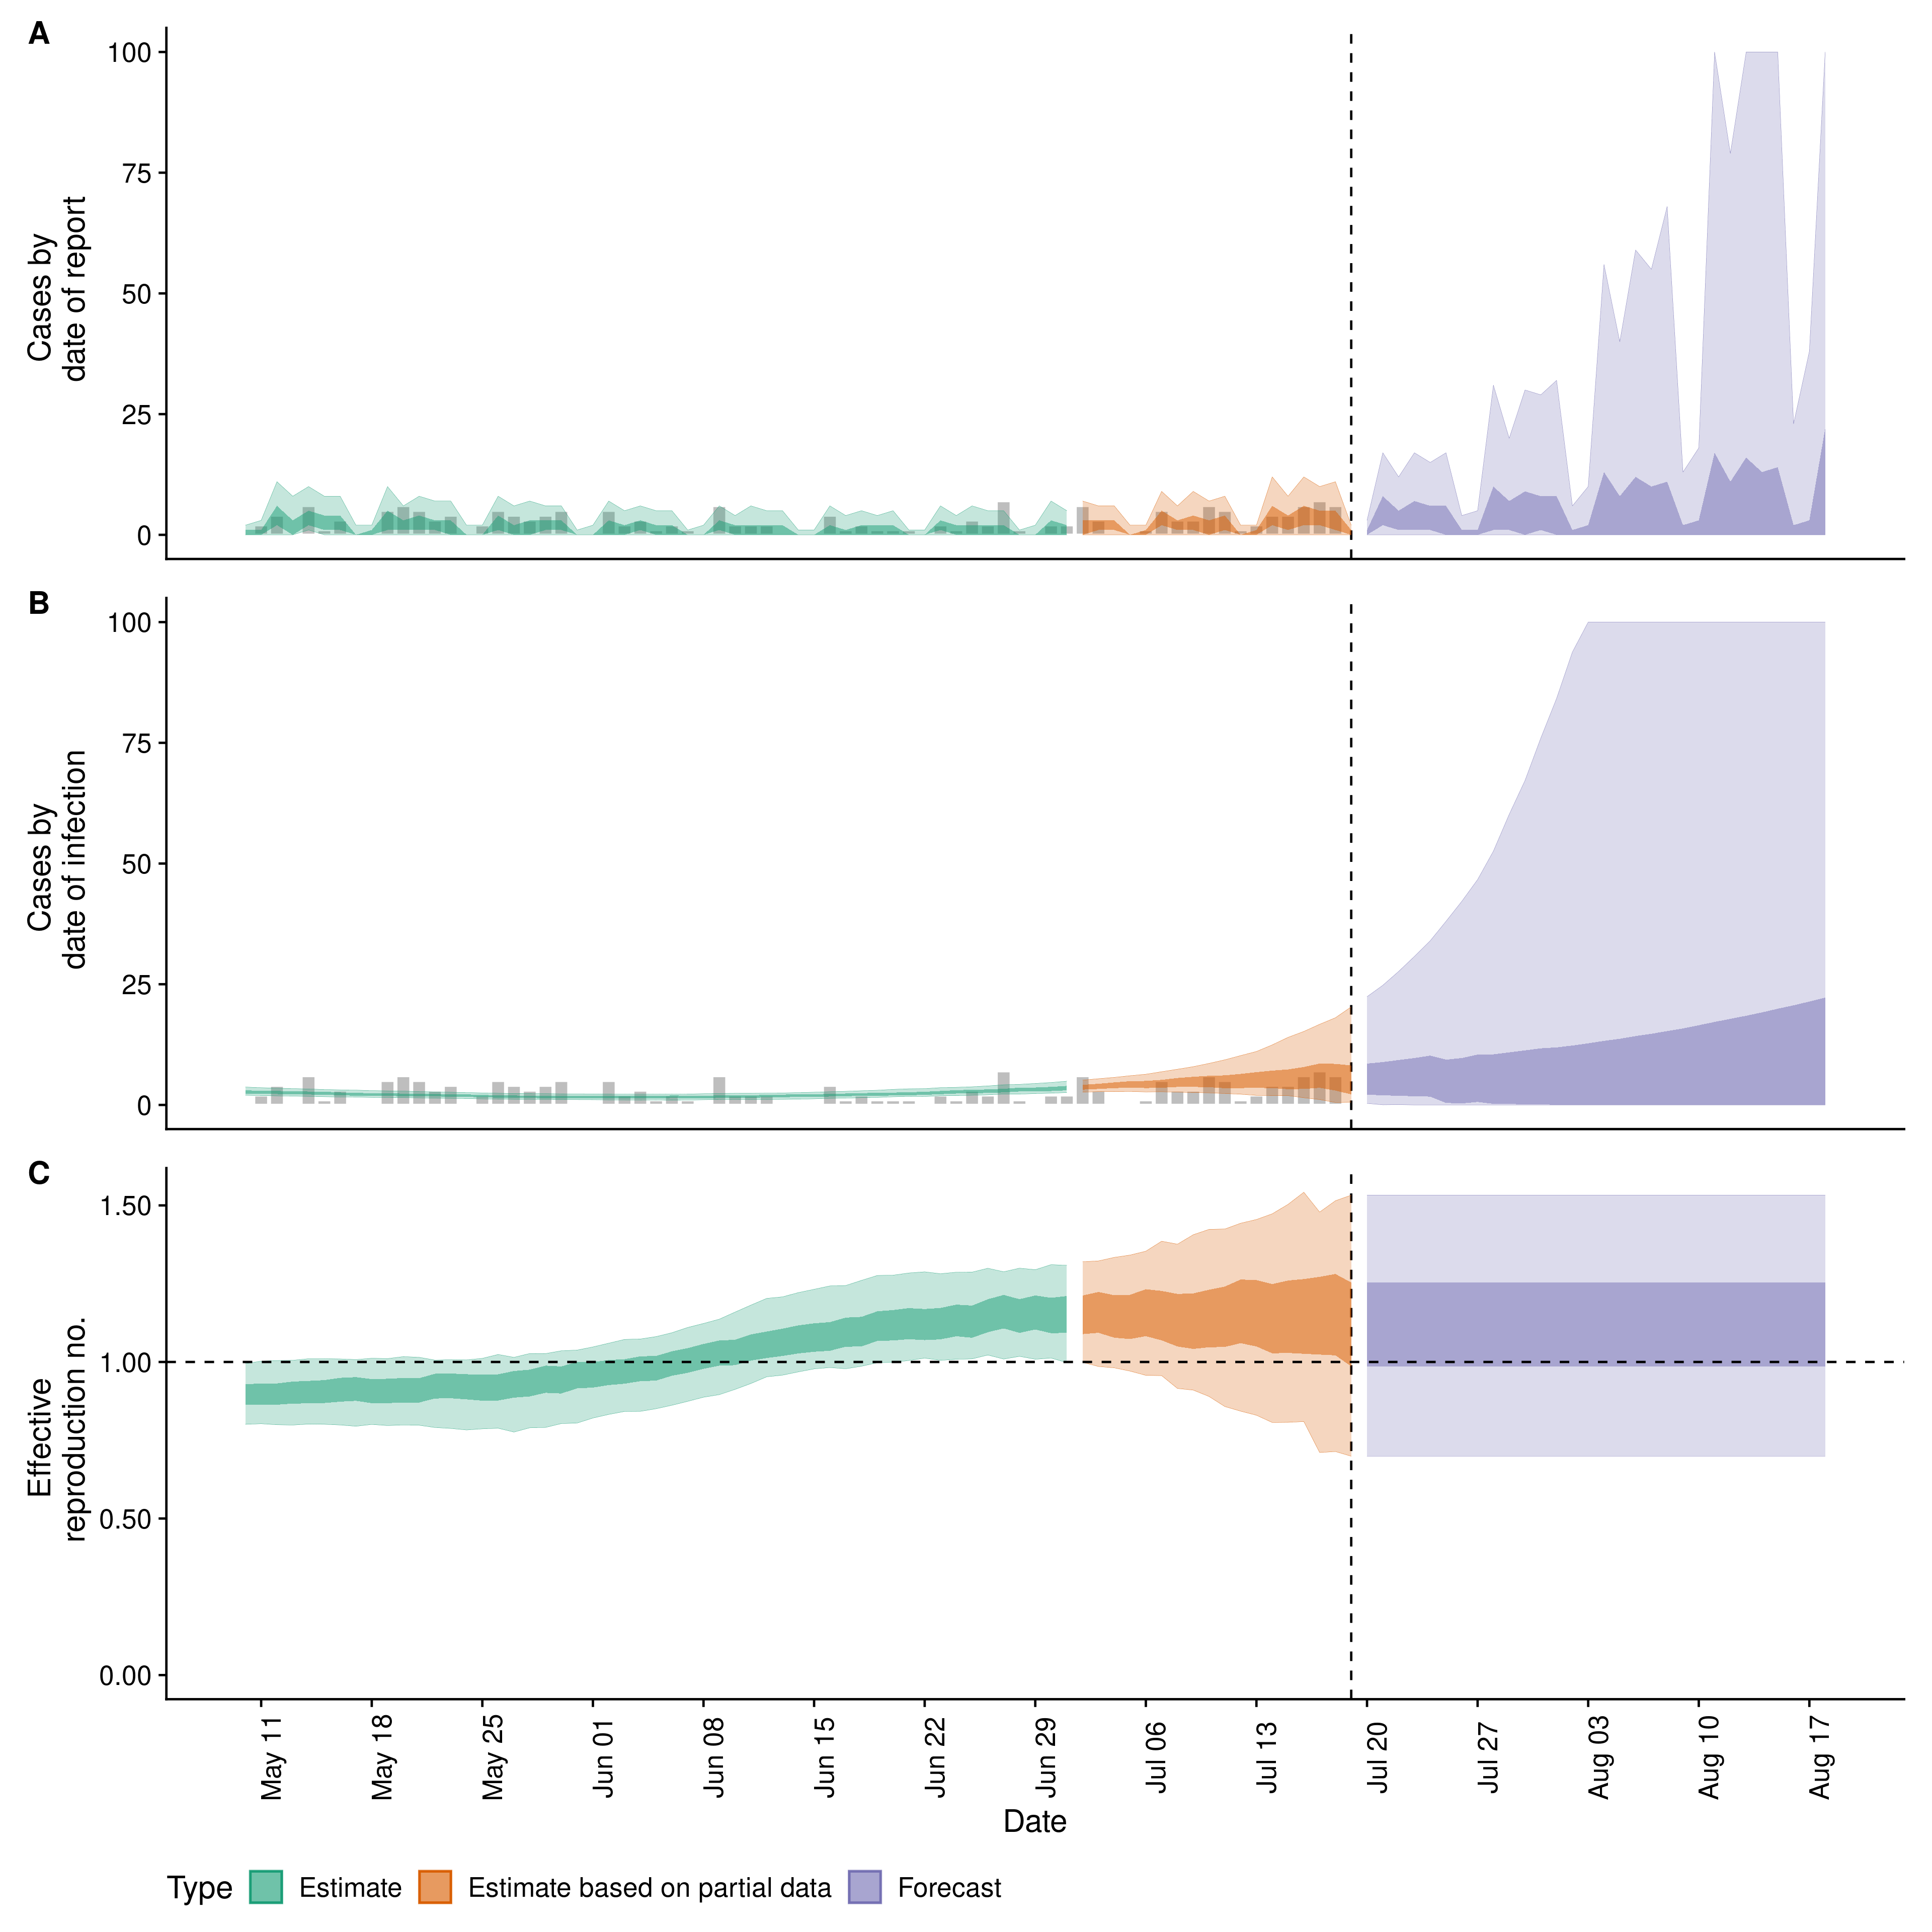 A
100
75
50
25
0
Cases by
date of report
B
100
75
50
25
0
Cases by
date of infection
C
1.50
1.00
0.50
0.00
Effective
reproduction no.
May 11
May 18
May 25
Jun 01
Jun 08
Jun 15
Jun 22
Jun 29
Jul 06
Jul 13
Jul 20
Jul 27
Aug 03
Aug 10
Aug 17
Date
Type Estimate Estimate based on partial data Forecast